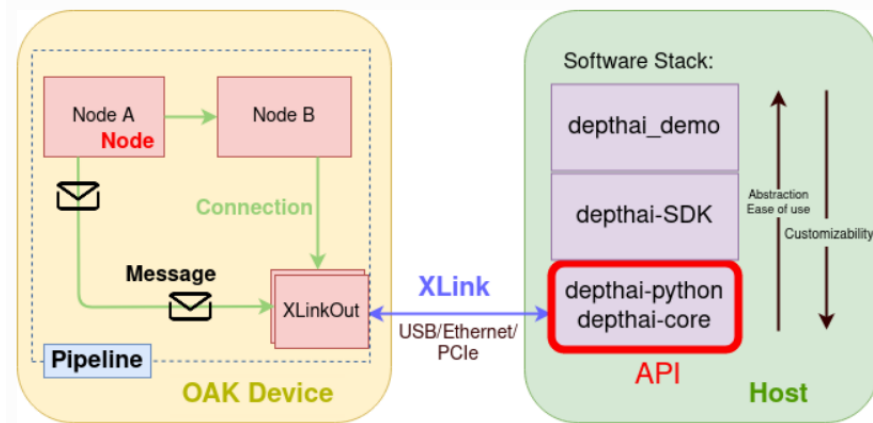 Node A
Node
Node B
Connection
Message
XLinkOut
Pipeline
OAK Device
XLink
USB/Ethernet/
PCIe
Software Stack:
depthai_demo
depthai-SDK
depthai-python
depthai-core
API
Host
Abstraction
Ease of use
Customizability